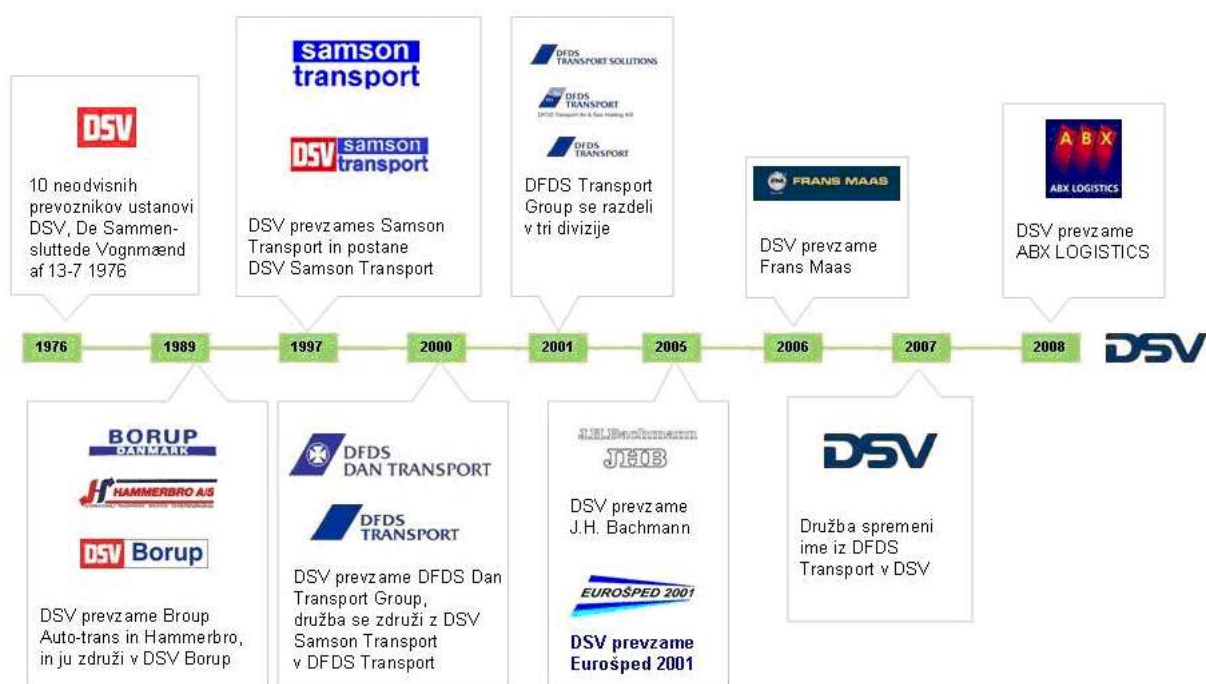 samson
transport
DSV samson
transport
DSV prevzames Samson
Transport in postane
DSV Samson Transport
DFDS
TRANSPORT SOLUTIONS
DFDS
TRANSPORT
DFDS Transport Air & Sea Holding A/S
DFDS
TRANSPORT
DFDS Transport
Group se razdeli
v tri divizije
DSV
10 neodvisnih
prevoznikov ustanovi
DSV, De Sammen-
sluttede Vognmænd
af 13-7 1976
FRANS MAAS
DSV prevzame
Frans Maas
ABX
ABX LOGISTICS
DSV prevzame
ABX LOGISTICS
1976 1989 1997 2000 2001 2005 2006 2007 2008 DSV
BORUP
DANMARK
HAMMERBRO A/S
DSV Borup
DSV prevzame Broup
Auto-trans in Hammerbro,
in ju združi v DSV Borup
DFDS
DAN TRANSPORT
DFDS
TRANSPORT
DSV prevzame DFDS Dan
Transport Group,
družba se združi z DSV
Samson Transport
v DFDS Transport
J.H.Bachmann
JHB
DSV prevzame
J.H. Bachmann
EUROŠPED 2001
DSV prevzame
Eurošped 2001
DSV
Družba spremeni
ime iz DFDS
Transport v DSV